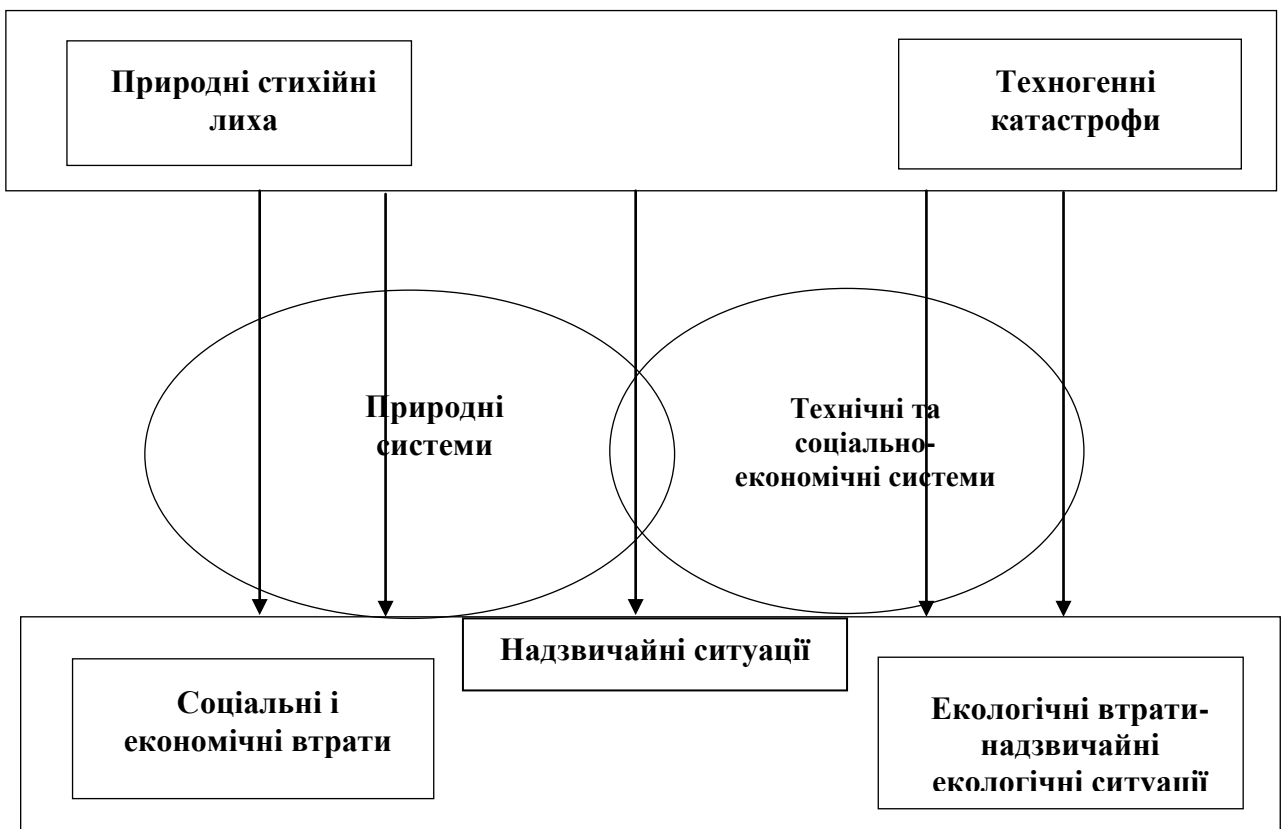 Природні стихійні
лиха
Техногенні
катастрофи
Природні
системи
Технічні та
соціально-
економічні системи
Надзвичайні ситуації
Соціальні і
економічні втрати
Екологічні втрати-
надзвичайні
екологічні ситуації